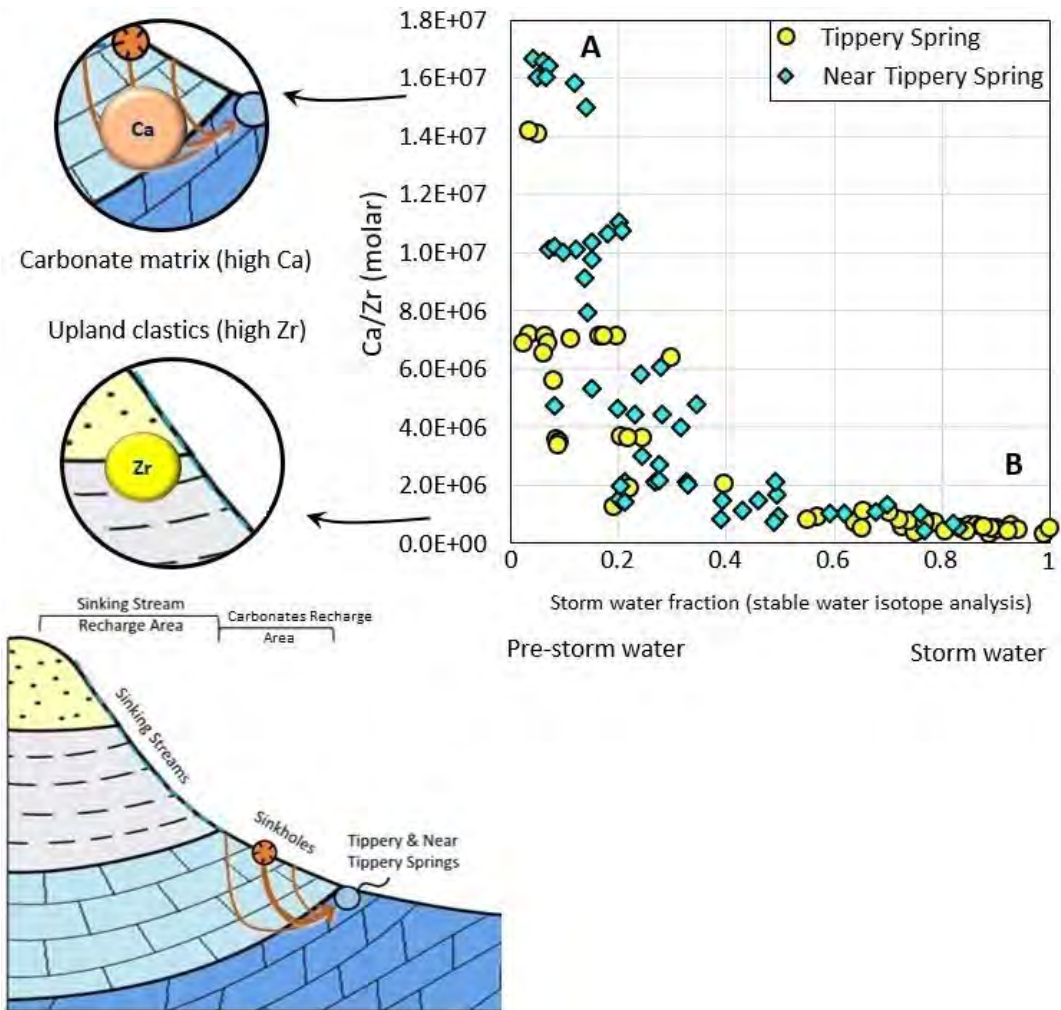 Ca
Carbonate matrix (high Ca)
Upland clastics (high Zr)
Zr
Ca/Zr (molar)
1.8E+07
1.6E+07
1.4E+07
1.2E+07
1.0E+07
8.0E+06
6.0E+06
4.0E+06
2.0E+06
0.0E+00
A
B
Tippery Spring
Near Tippery Spring
0
0.2
0.4
0.6
0.8
1
Storm water fraction (stable water isotope analysis)
Pre-storm water
Storm water
Sinking Stream
Recharge Area
Carbonates Recharge
Area
Sinking Streams
Sinkholes
Tippery & Near
Tippery Springs